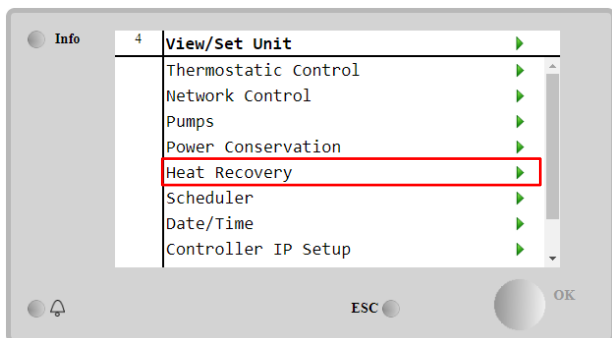 Info
4 View/Set Unit
Thermostatic Control
Network Control
Pumps
Power Conservation
Heat Recovery
Scheduler
Date/Time
Controller IP Setup
ESC
OK